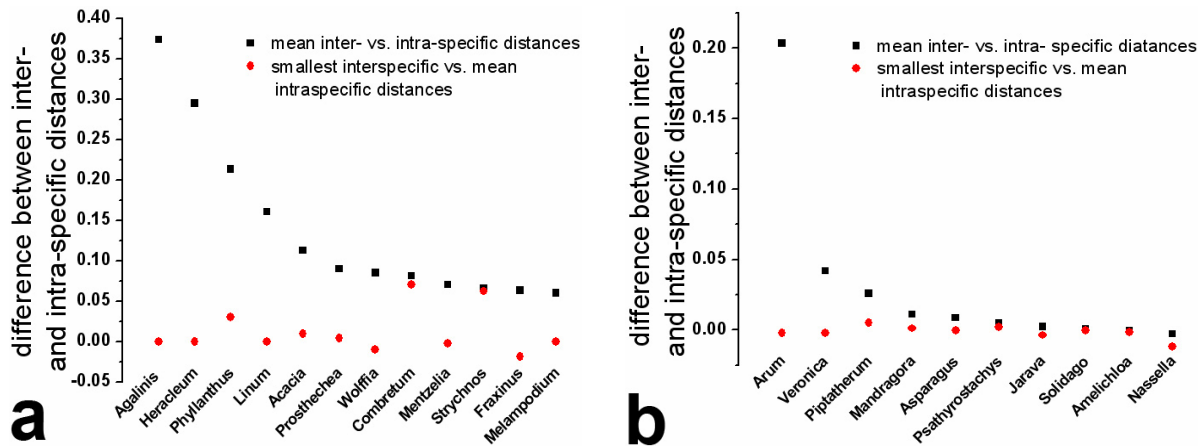 difference between inter-
and intra-specific distances
0.40
0.35
0.30
0.25
0.20
0.15
0.10
0.05
0.00
-0.05
mean inter- vs. intra-specific distances
smallest interspecific vs. mean
intraspecific distances
Agalinis
Heracleum
Phyllanthus
Linum
Acacia
Prosthechea
Wolffia
Combretum
Mentzelia
Strychnos
Fraxinus
Melampodium
a
difference between inter-
and intra-specific distances
0.20
0.15
0.10
0.05
0.00
mean inter- vs. intra- specific diatances
smallest interspecific vs. mean
intraspecific distances
Arum
Veronica
Piptatherum
Mandragora
Asparagus
Psathyrostachys
Jarava
Solidago
Amelichloa
Nassella
b